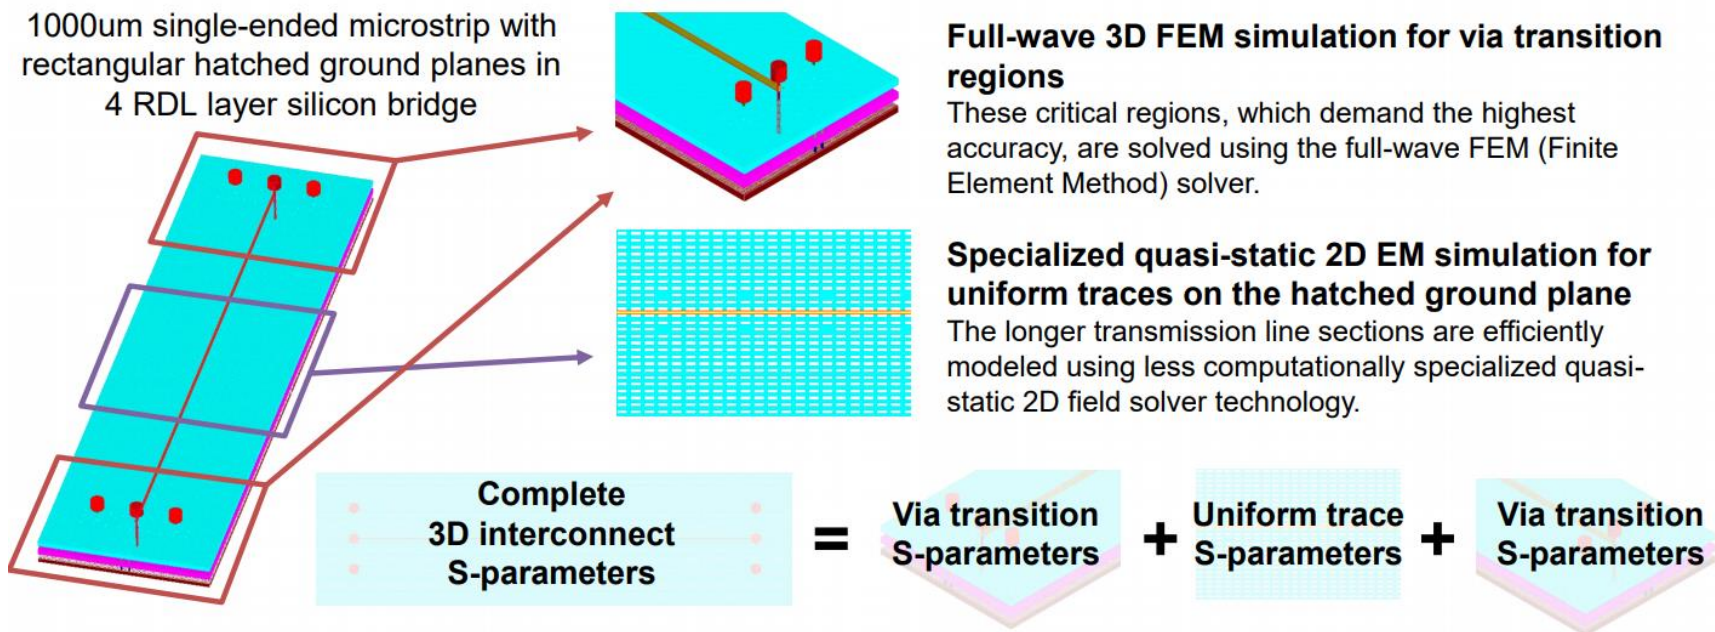 1000um single-ended microstrip with
rectangular hatched ground planes in
4 RDL layer silicon bridge
Full-wave 3D FEM simulation for via transition
regions
These critical regions, which demand the highest
accuracy, are solved using the full-wave FEM (Finite
Element Method) solver.
Specialized quasi-static 2D EM simulation for
uniform traces on the hatched ground plane
The longer transmission line sections are efficiently
modeled using less computationally specialized quasi-
static 2D field solver technology.
Complete
3D interconnect
S-parameters
=
Via transition
S-parameters
+
Uniform trace
S-parameters
+
Via transition
S-parameters